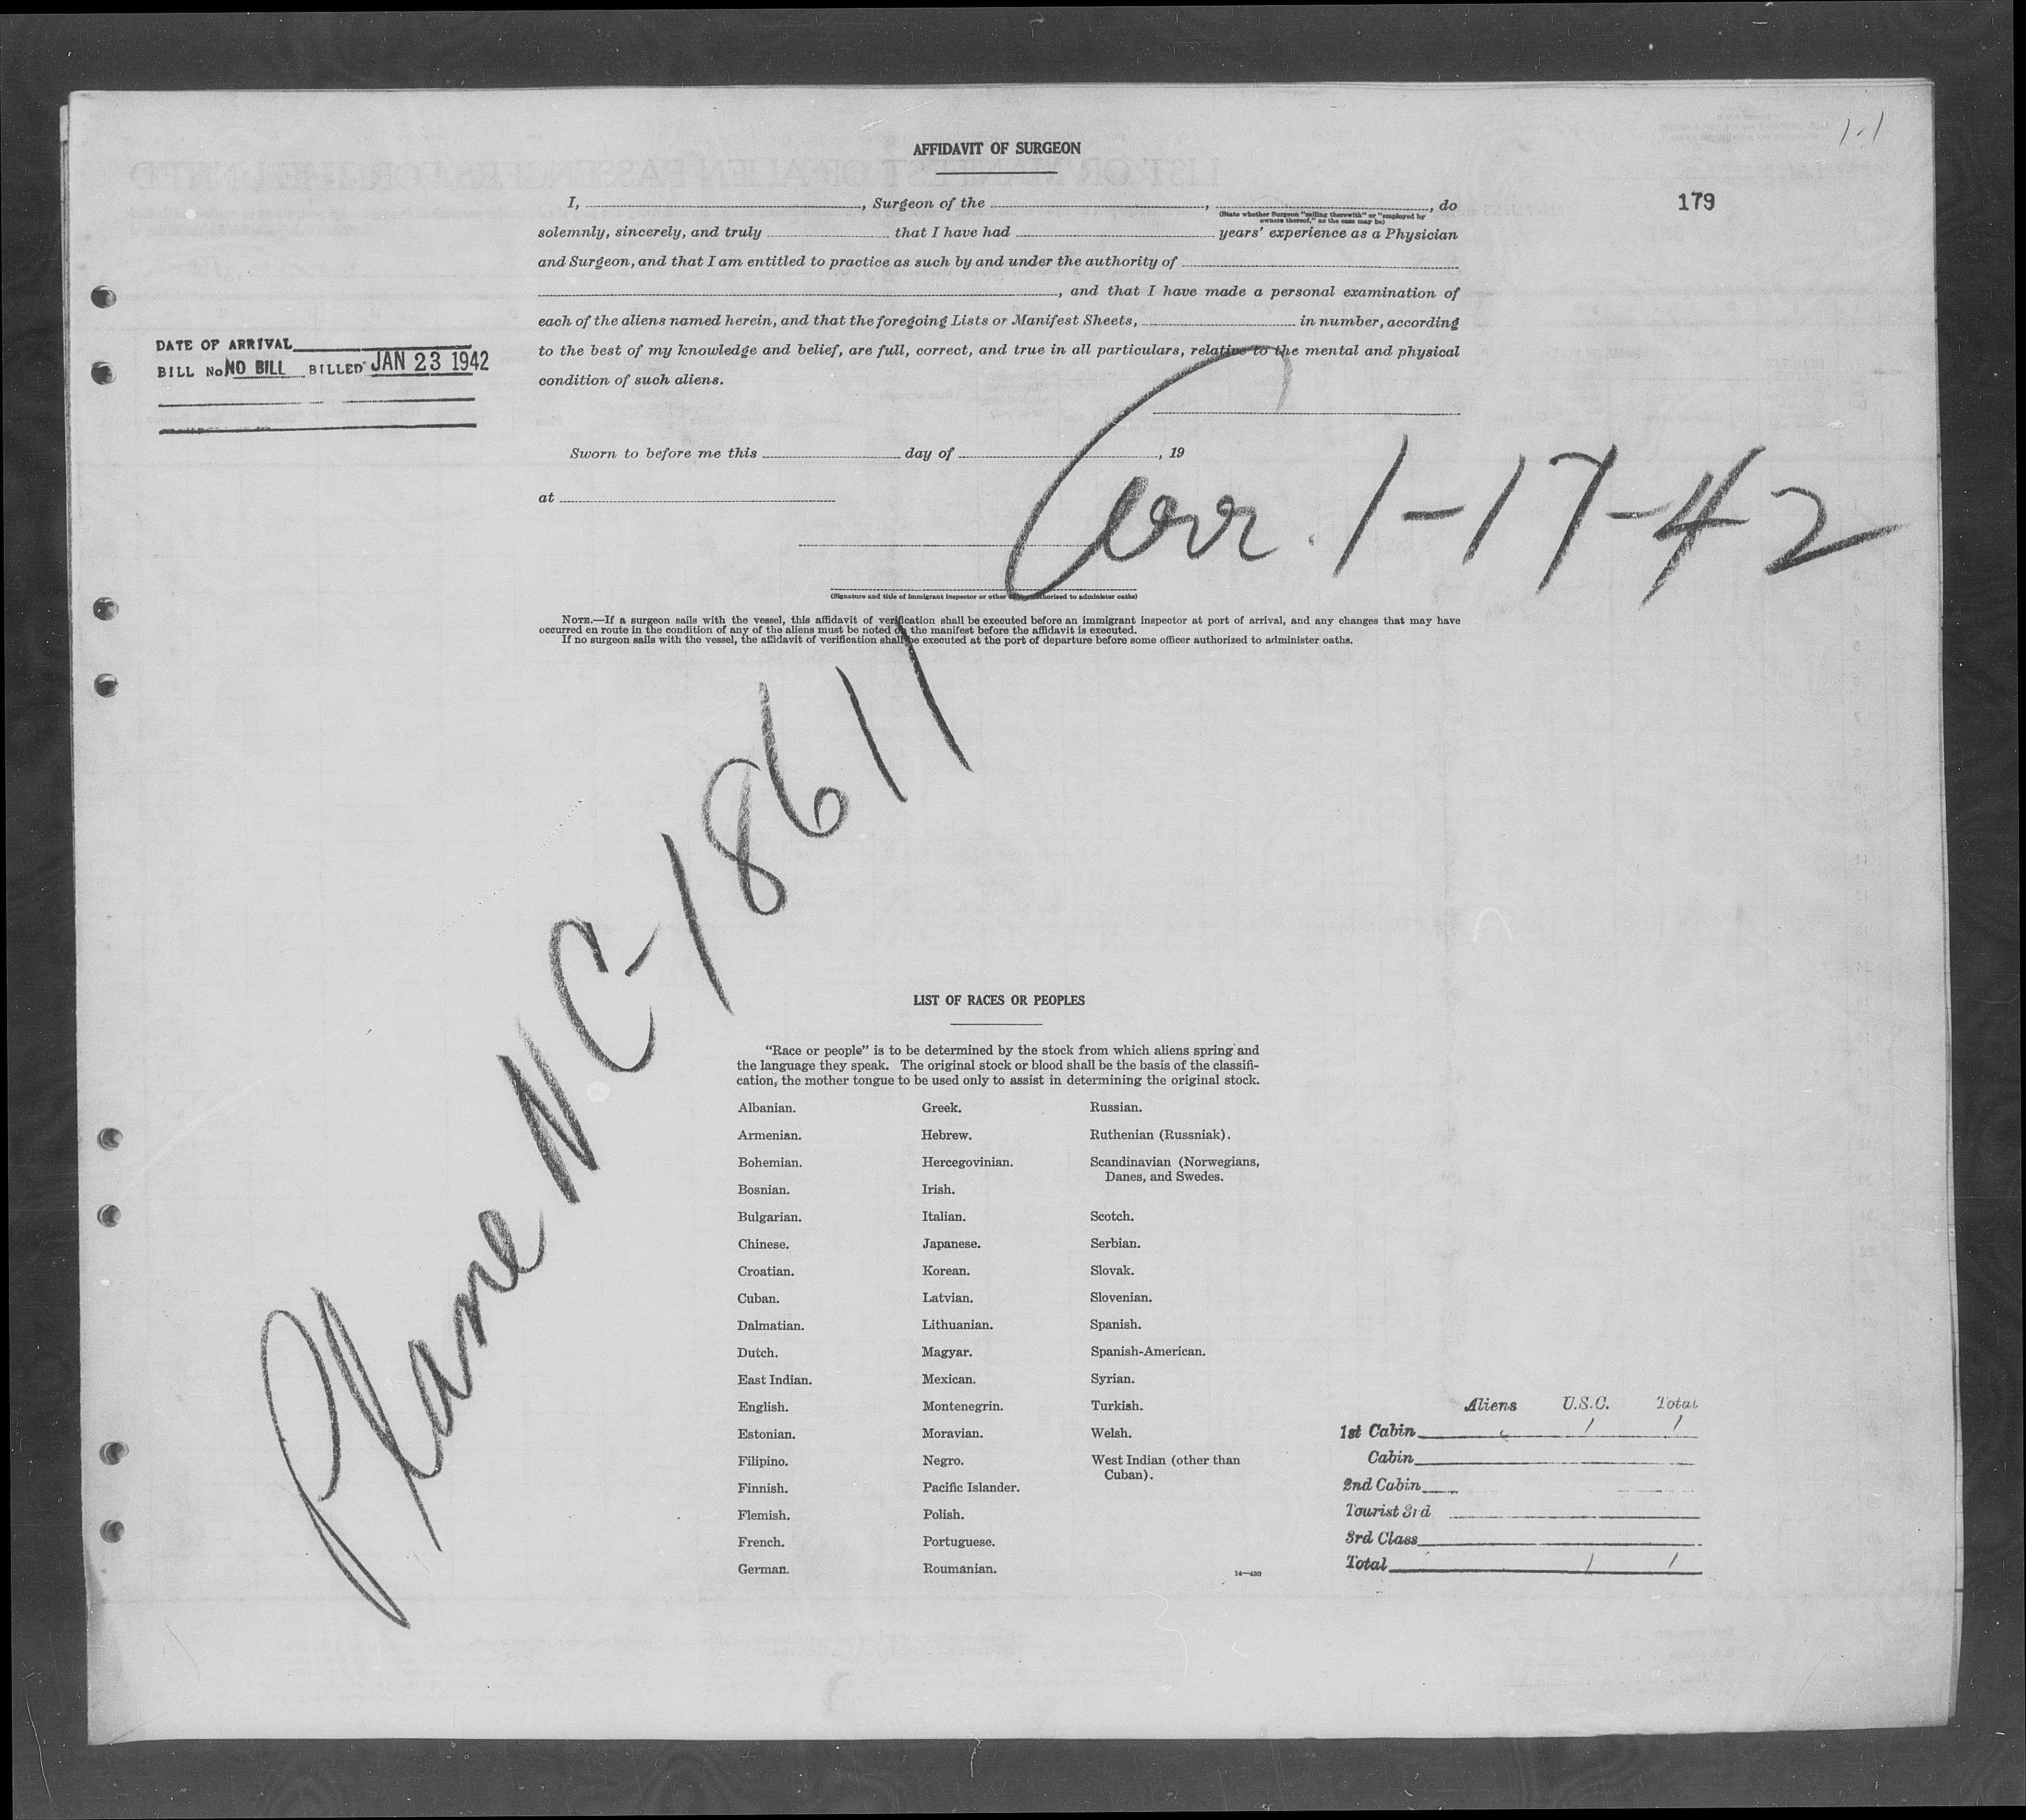 1-1
AFFIDAVIT OF SURGEON
179
I, , Surgeon of the , , do
(State whether Surgeon "sailing therewith" or "employed by
owners thereof," as the case may be)
solemnly, sincerely, and truly that I have had years' experience as a Physician
and Surgeon, and that I am entitled to practice as such by and under the authority of
, and that I have made a personal examination of
each of the aliens named herein, and that the foregoing Lists or Manifest Sheets, in number, according
to the best of my knowledge and belief, are full, correct, and true in all particulars, relative to the mental and physical
condition of such aliens.
DATE OF ARRIVAL
BILL No. NO BILL BILLED JAN 23 1942
Sworn to before me this day of , 19
at
Arr. 1-17-42
(Signature and title of immigrant inspector or other authorized to administer oaths)
NOTE.—If a surgeon sails with the vessel, this affidavit of verification shall be executed before an immigrant inspector at port of arrival, and any changes that may have
occurred en route in the condition of any of the aliens must be noted on the manifest before the affidavit is executed.
If no surgeon sails with the vessel, the affidavit of verification shall be executed at the port of departure before some officer authorized to administer oaths.
Plane NC-18611
LIST OF RACES OR PEOPLES
"Race or people" is to be determined by the stock from which aliens spring and
the language they speak. The original stock or blood shall be the basis of the classifi-
cation, the mother tongue to be used only to assist in determining the original stock.
Albanian.
Armenian.
Bohemian.
Bosnian.
Bulgarian.
Chinese.
Croatian.
Cuban.
Dalmatian.
Dutch.
East Indian.
English.
Estonian.
Filipino.
Finnish.
Flemish.
French.
German.
Greek.
Hebrew.
Hercegovinian.
Irish.
Italian.
Japanese.
Korean.
Latvian.
Lithuanian.
Magyar.
Mexican.
Montenegrin.
Moravian.
Negro.
Pacific Islander.
Polish.
Portuguese.
Roumanian.
Russian.
Ruthenian (Russniak).
Scandinavian (Norwegians,
Danes, and Swedes.
Scotch.
Serbian.
Slovak.
Slovenian.
Spanish.
Spanish-American.
Syrian.
Turkish.
Welsh.
West Indian (other than
Cuban).
14—430
Aliens U.S.C. Total
1st Cabin 1 1
Cabin
2nd Cabin
Tourist 3rd
3rd Class
Total 1 1